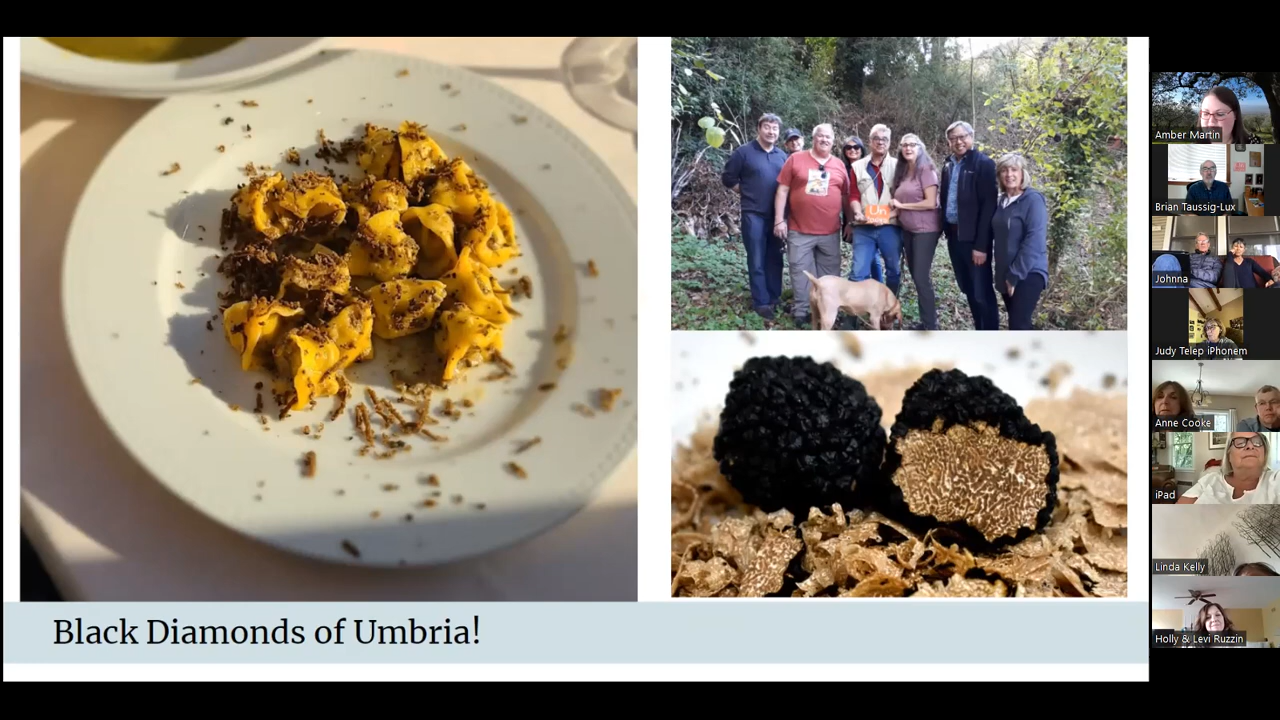 Un
Black Diamonds of Umbria!
Amber Martin
Brian Taussig-Lux
Johnna
Judy Telep iPhonem
Anne Cooke
iPad
Linda Kelly
Holly & Levi Ruzzin